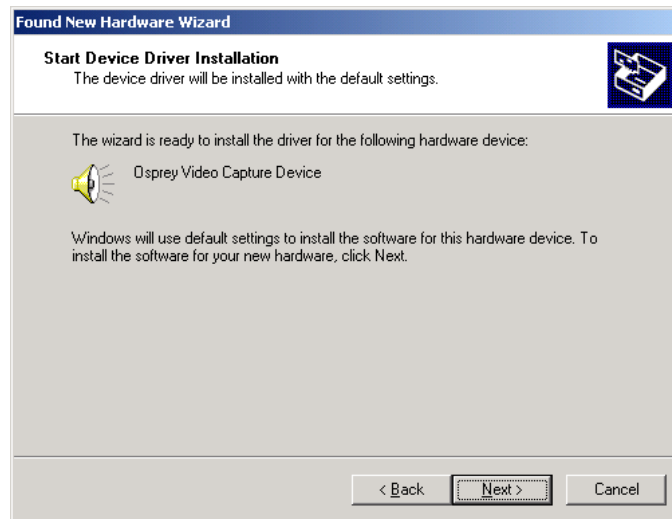 Found New Hardware Wizard
Start Device Driver Installation
The device driver will be installed with the default settings.
The wizard is ready to install the driver for the following hardware device:
Osprey Video Capture Device
Windows will use default settings to install the software for this hardware device. To
install the software for your new hardware, click Next.
< Back Next > Cancel